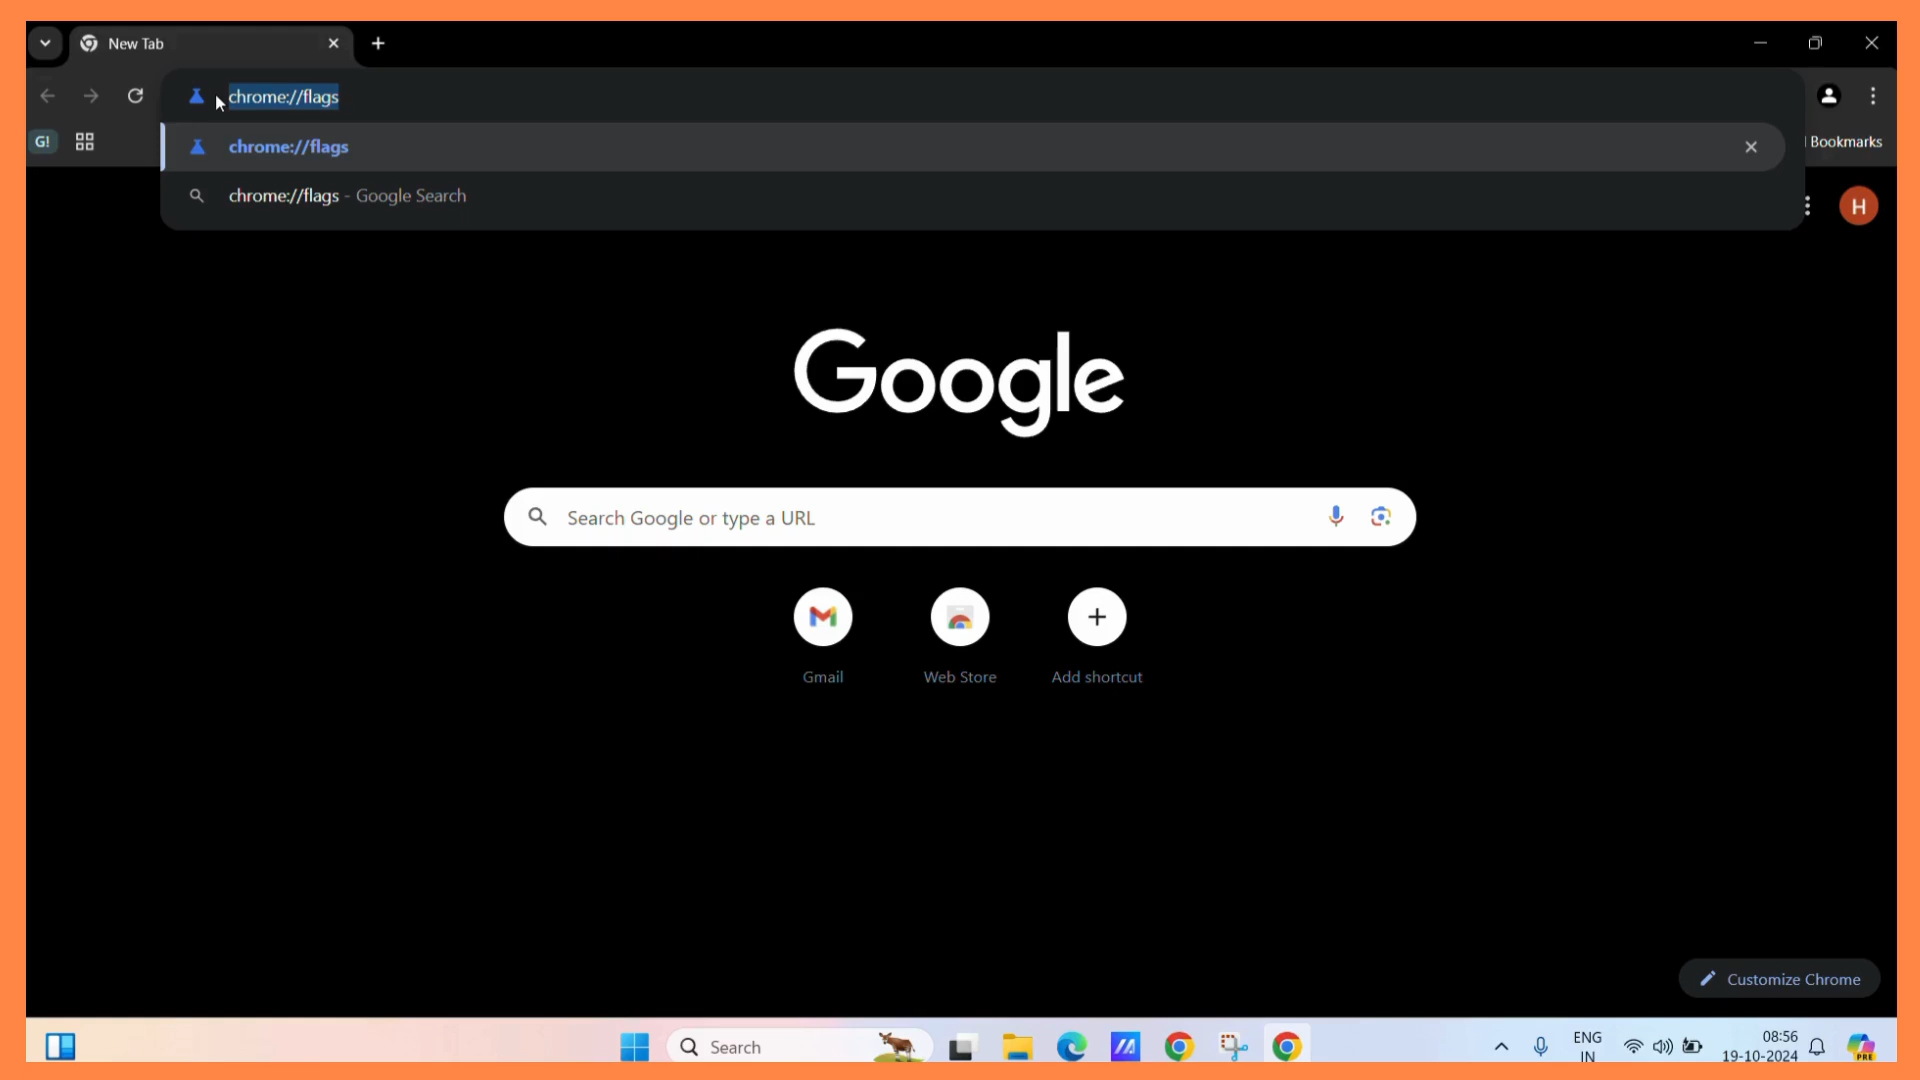 New Tab
chrome://flags
G!
chrome://flags
Bookmarks
chrome://flags - Google Search
H
Google
Search Google or type a URL
Gmail
Web Store
Add shortcut
Customize Chrome
Search
ENG
IN
08:56
19-10-2024
PRE